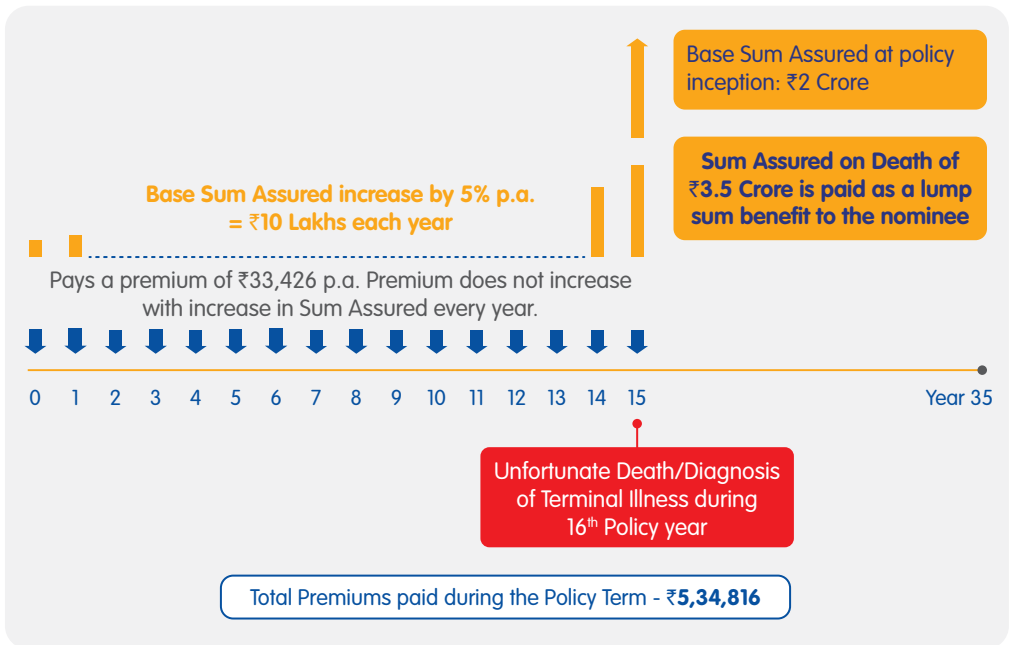 Base Sum Assured at policy
inception: ₹2 Crore
Sum Assured on Death of
₹3.5 Crore is paid as a lump
sum benefit to the nominee
Base Sum Assured increase by 5% p.a.
= ₹10 Lakhs each year
Pays a premium of ₹33,426 p.a. Premium does not increase
with increase in Sum Assured every year.
0 1 2 3 4 5 6 7 8 9 10 11 12 13 14 15 Year 35
Unfortunate Death/Diagnosis
of Terminal Illness during
16th Policy year
Total Premiums paid during the Policy Term - ₹5,34,816